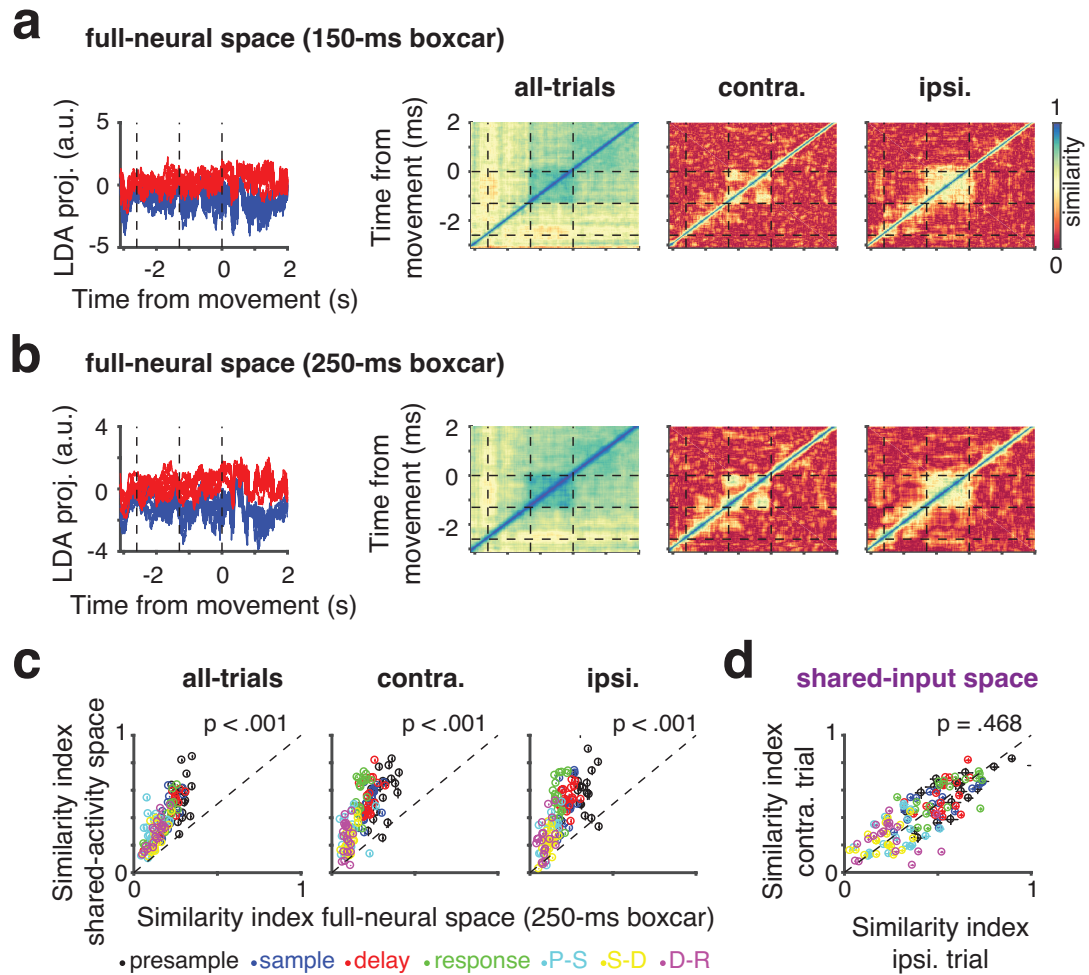 a
full-neural space (150-ms boxcar)
all-trials
contra.
ipsi.
LDA proj. (a.u.)
5
0
-5
-2
0
2
Time from movement (s)
Time from
movement (ms)
2
0
-2
1
0
similarity
b
full-neural space (250-ms boxcar)
LDA proj. (a.u.)
4
0
-4
-2
0
2
Time from movement (s)
Time from
movement (ms)
2
0
-2
c
all-trials
contra.
ipsi.
p < .001
p < .001
p < .001
Similarity index
shared-activity space
1
0
0
1
Similarity index full-neural space (250-ms boxcar)
presample
sample
delay
response
P-S
S-D
D-R
d
shared-input space
p = .468
Similarity index
contra. trial
1
0
0
1
Similarity index
ipsi. trial